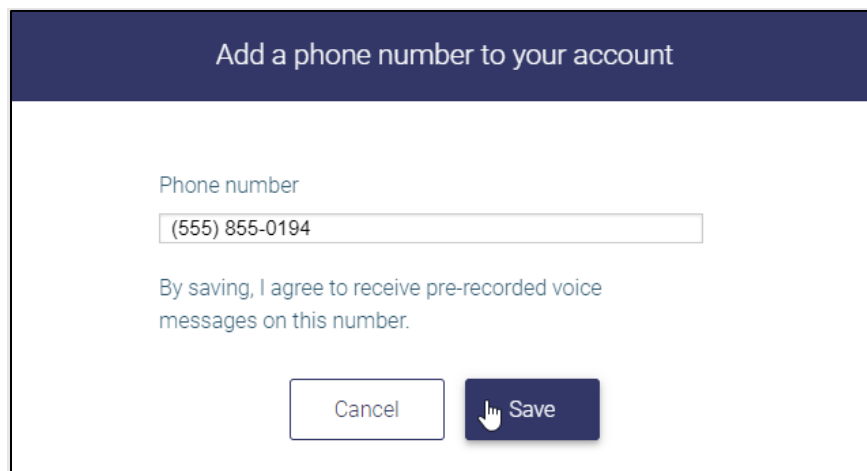 Add a phone number to your account
Phone number
(555) 855-0194
By saving, I agree to receive pre-recorded voice
messages on this number.
Cancel
Save